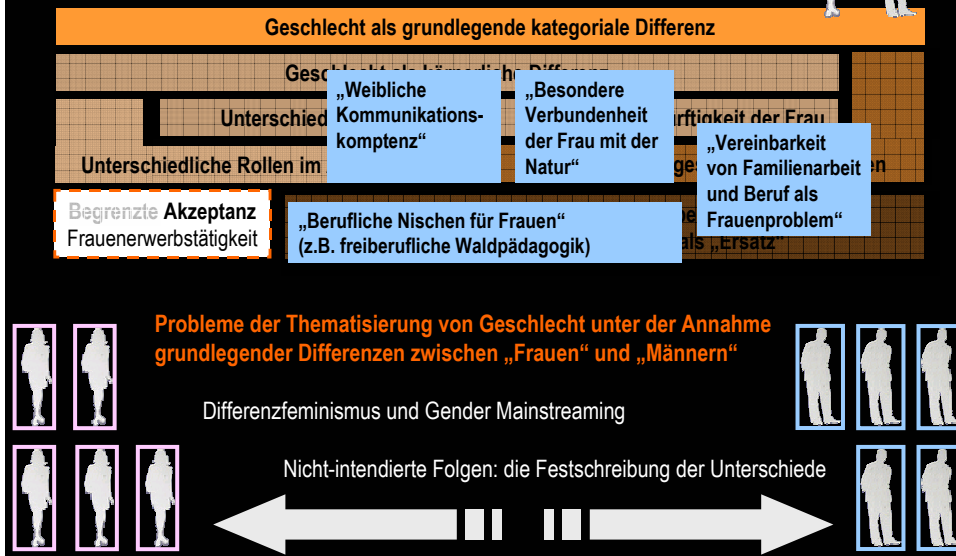 Geschlecht als grundlegende kategoriale Differenz
„Weibliche
Kommunikations-
komptenz“
„Besondere
Verbundenheit
der Frau mit der
Natur“
der Frau
Unterschiedliche Rollen im
„Vereinbarkeit
von Familienarbeit
und Beruf als
Frauenproblem“
Begrenzte Akzeptanz
Frauenerwerbstätigkeit
„Berufliche Nischen für Frauen“
(z.B. freiberufliche Waldpädagogik)
als „Ersatz“
Probleme der Thematisierung von Geschlecht unter der Annahme
grundlegender Differenzen zwischen „Frauen“ und „Männern“
Differenzfeminismus und Gender Mainstreaming
Nicht-intendierte Folgen: die Festschreibung der Unterschiede